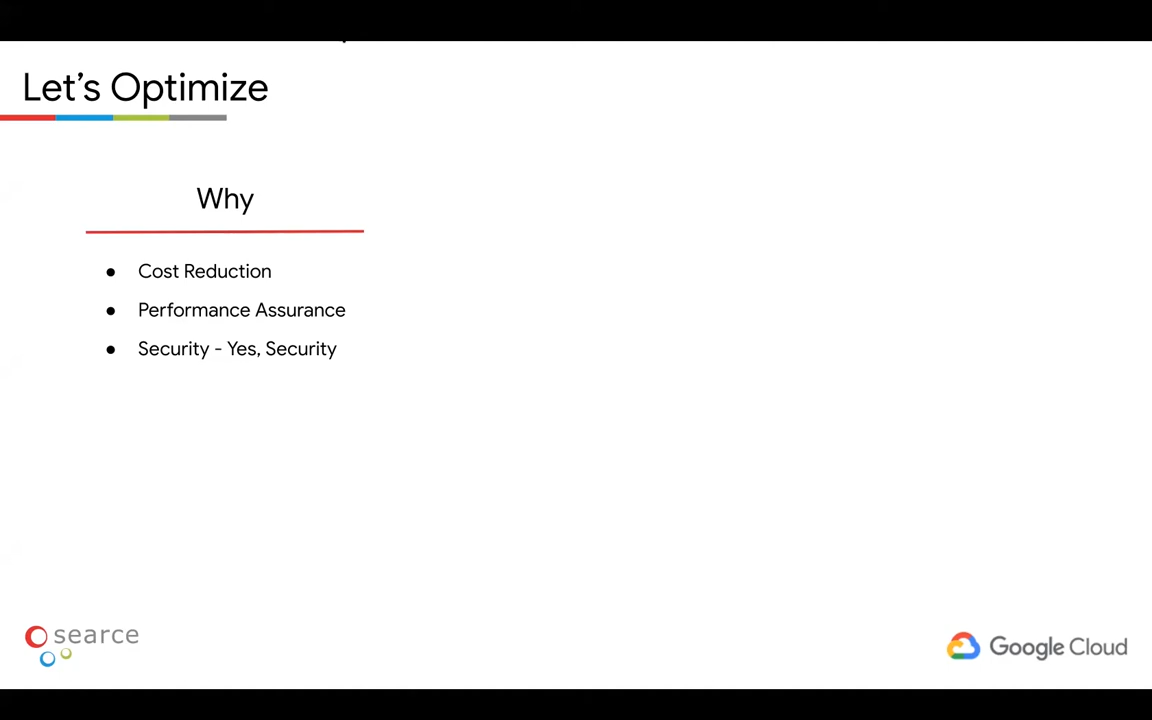 Let's Optimize
Why
● Cost Reduction
● Performance Assurance
● Security - Yes, Security
searce
Google Cloud